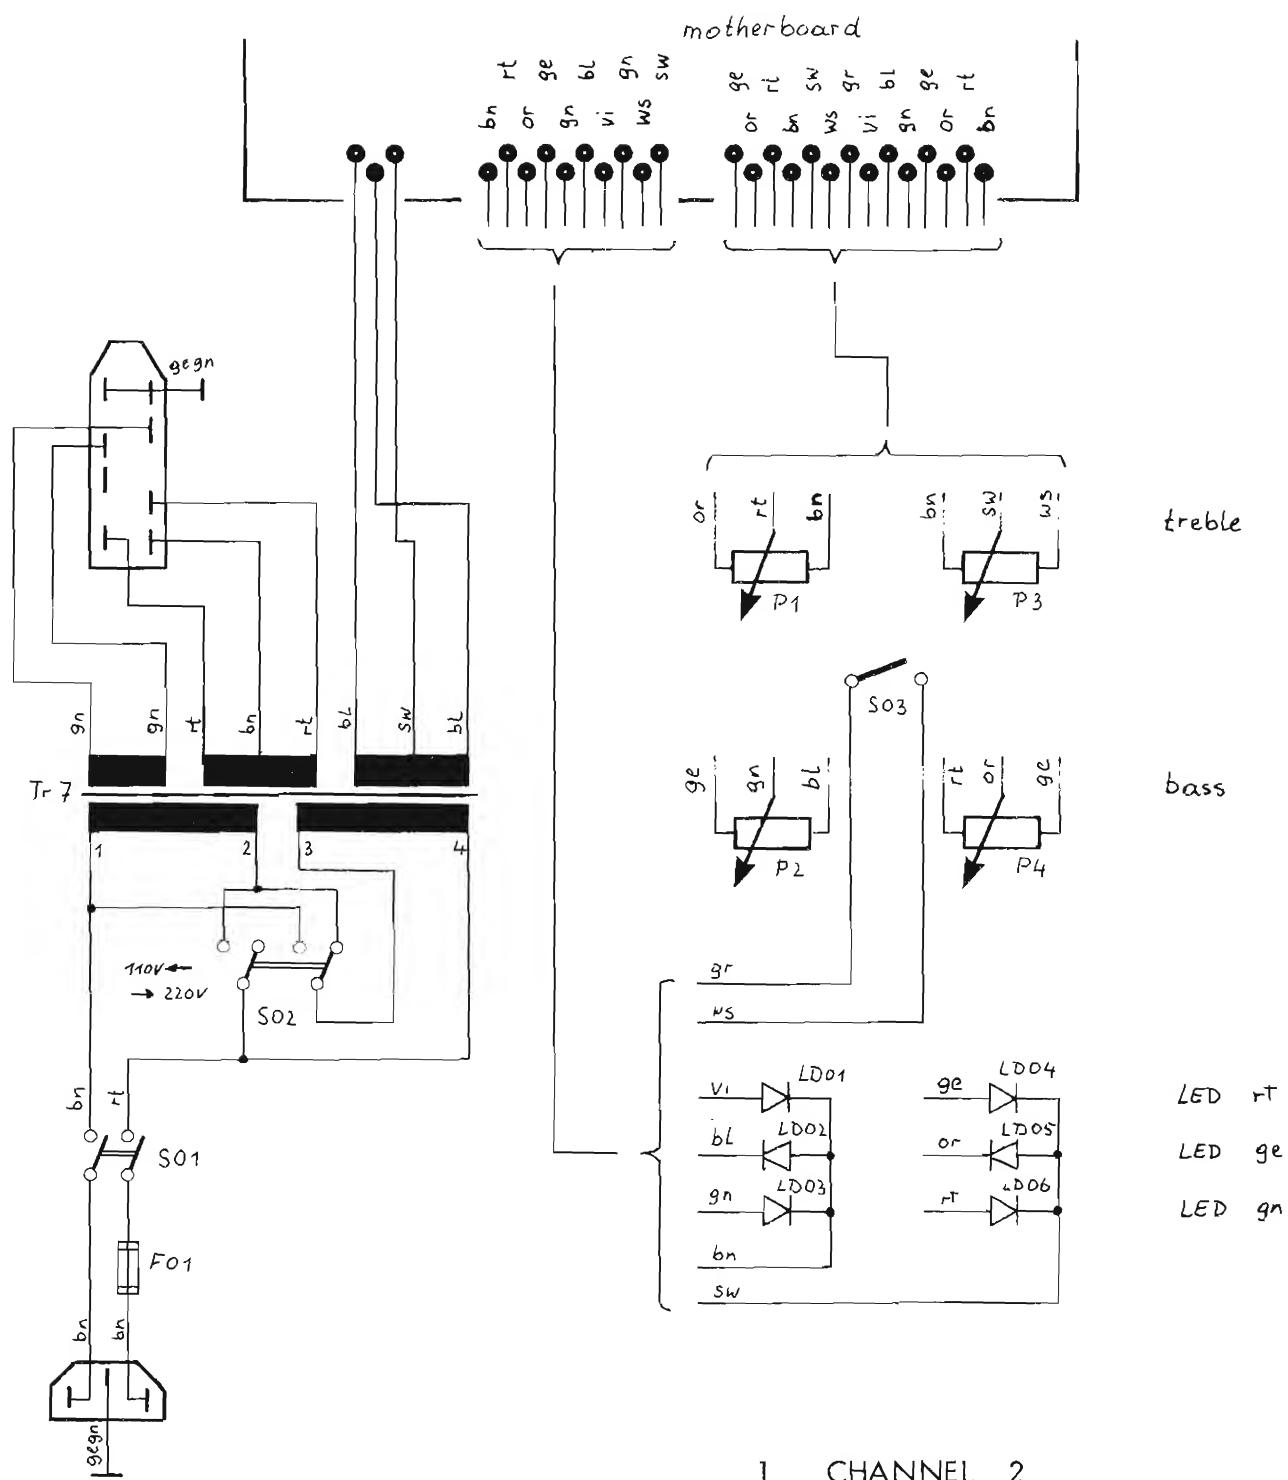 motherboard
rt ge bl gn sw
bn or gn vi ws
ge rt sw gr bl ge rt
or bn ws vi gn or bn
gegn
or rt bn
bn sw ws
treble
P1
P3
S03
gn gn rt bn rt bl sw bl
ge gn bl
rt or ge
bass
Tr 7
1 2 3 4
P2
P4
110V
220V
S02
gr
ws
bn rt
S01
vi LD01
ge LD04
LED rt
bl LD02
or LD05
LED ge
gn LD03
rt LD06
LED gn
bn
sw
F01
bn bn
gegn
1 CHANNEL 2